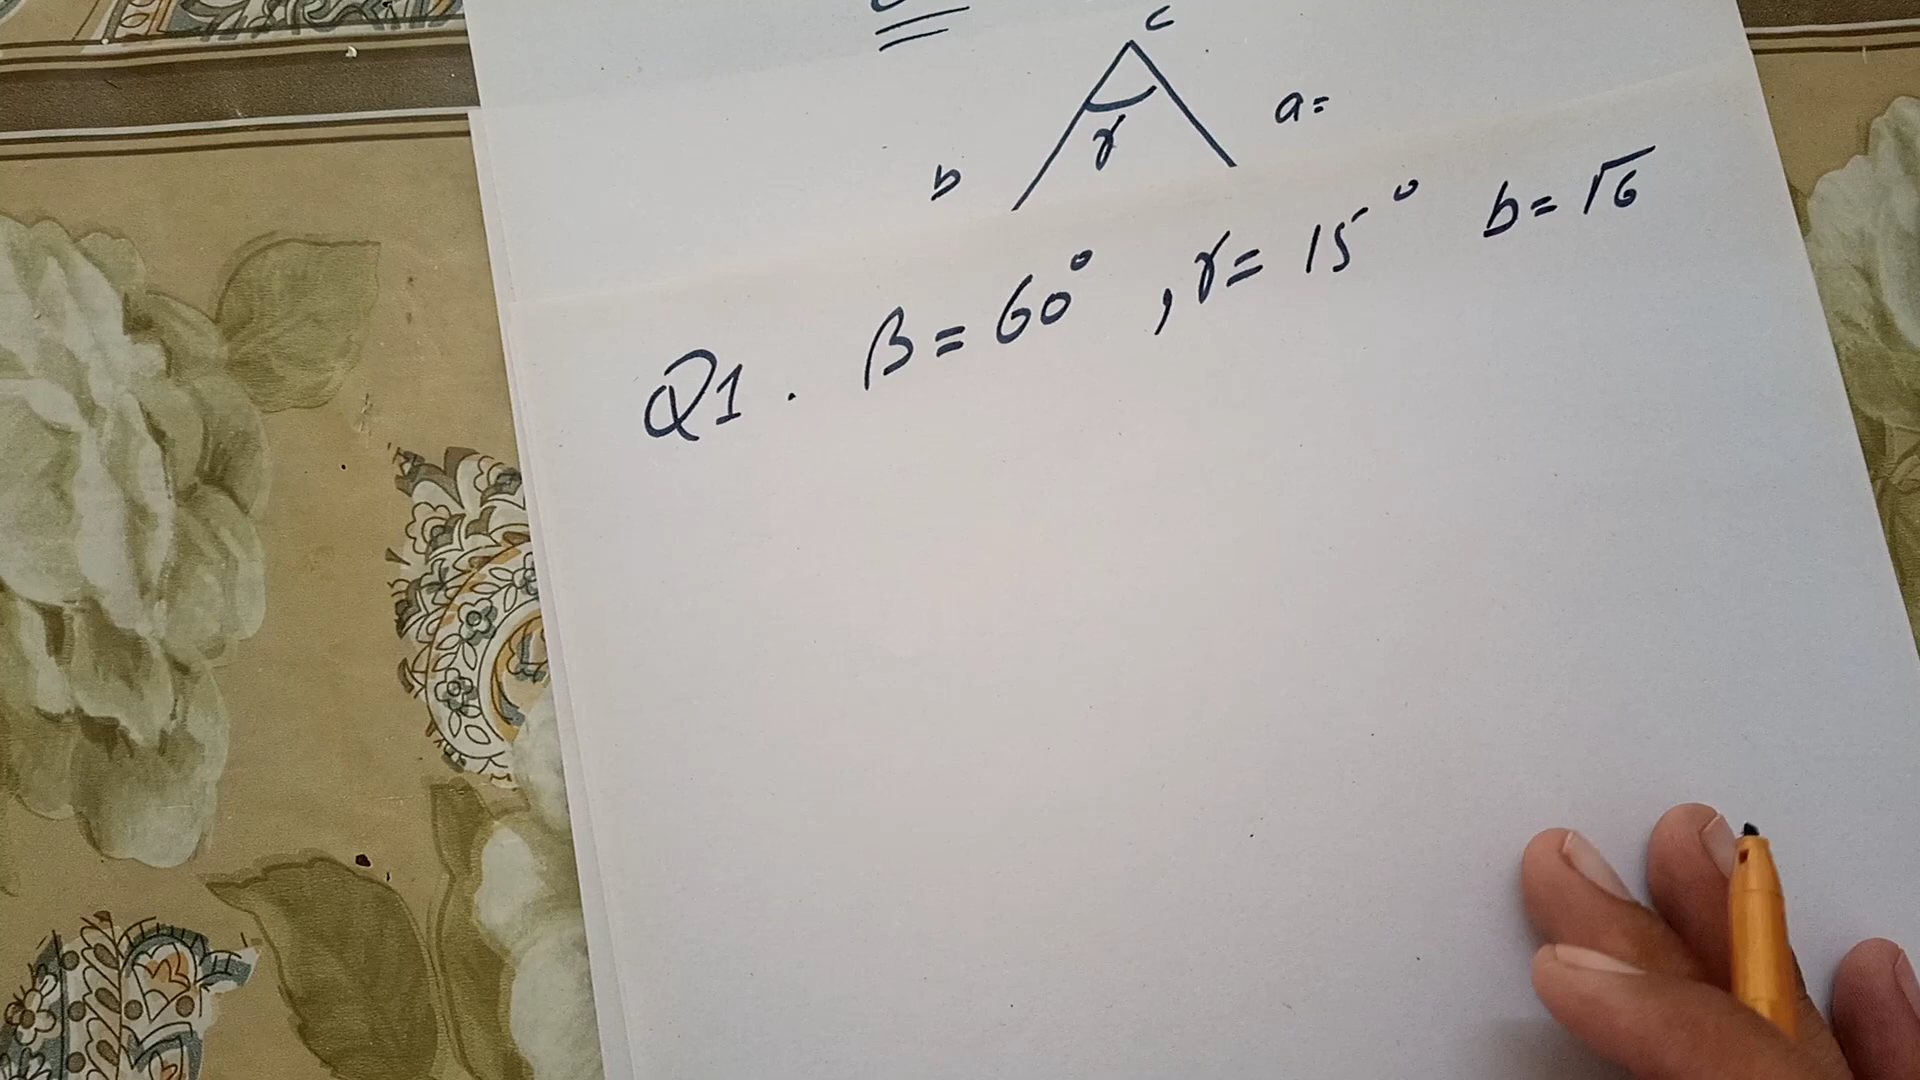 c
a=
γ
b
Q1. β = 60° , γ = 15° b = √6